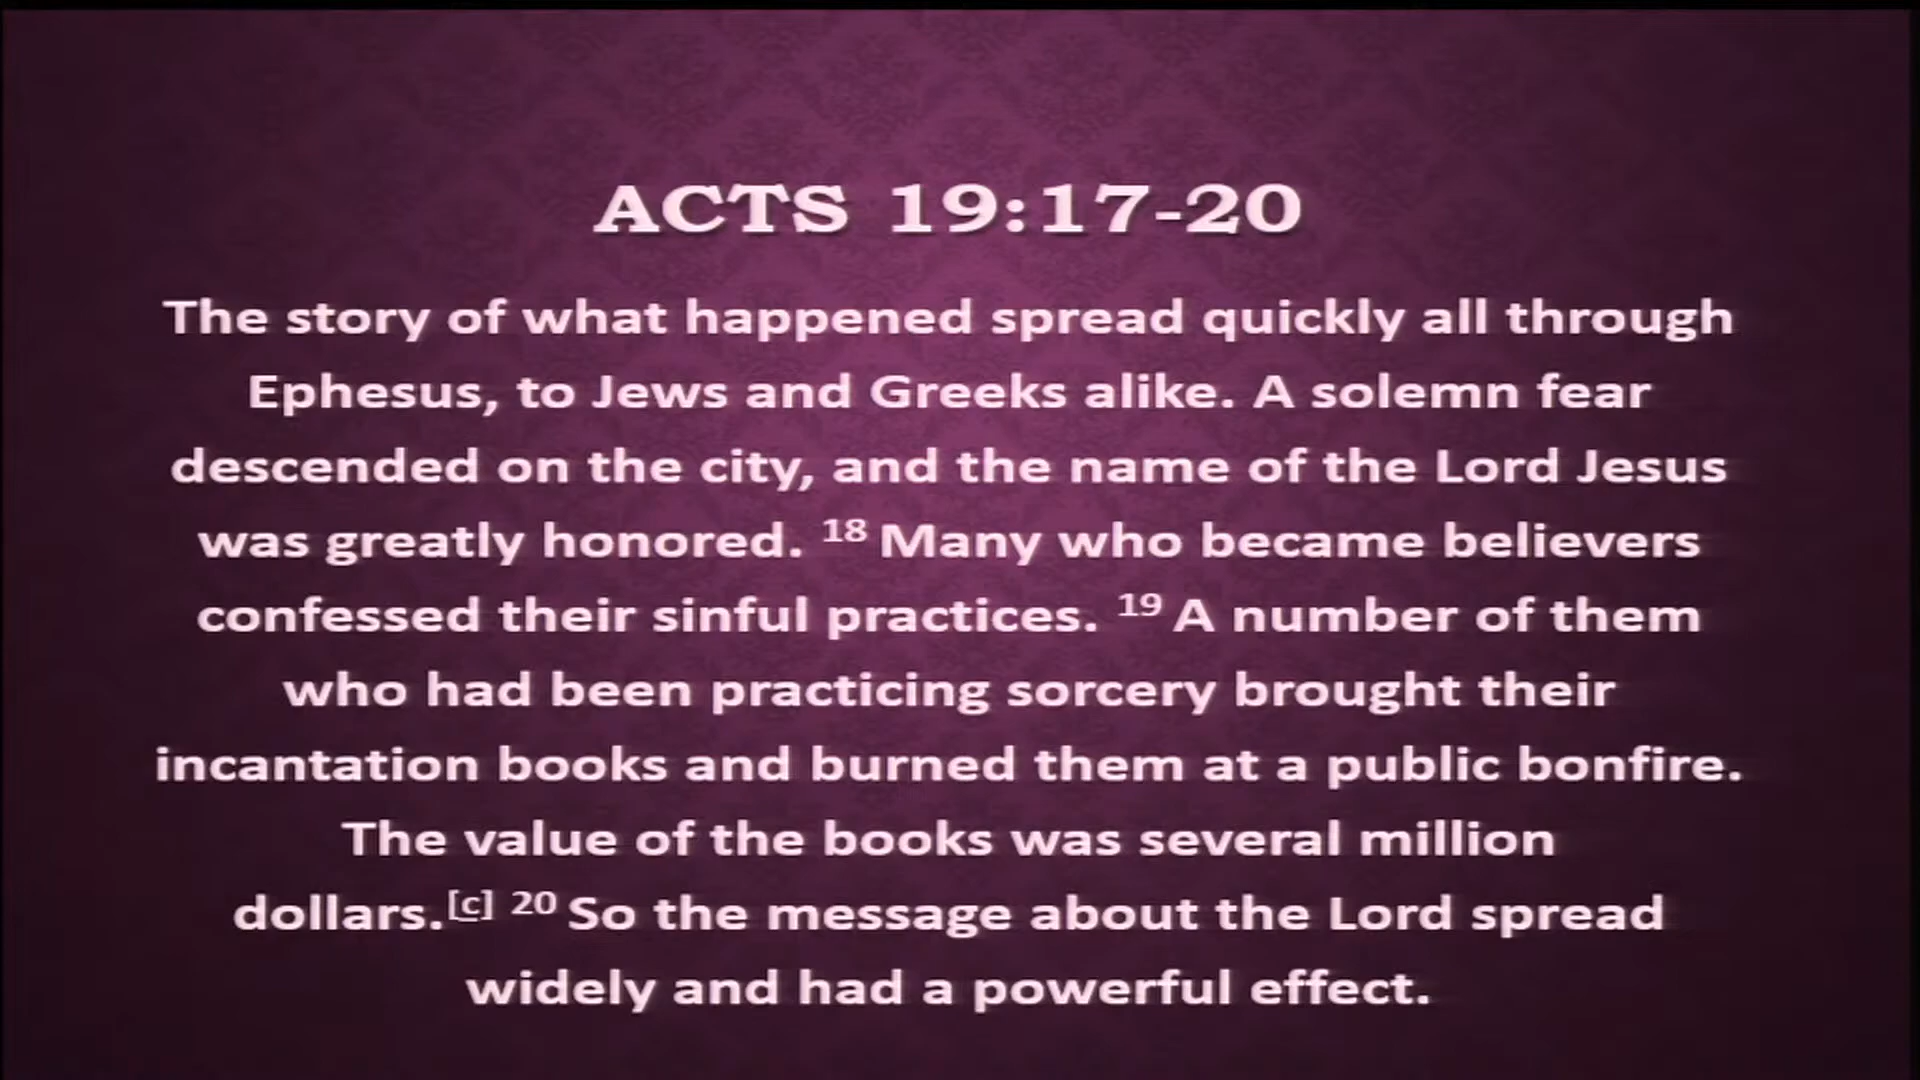 ACTS 19:17-20
The story of what happened spread quickly all through
Ephesus, to Jews and Greeks alike. A solemn fear
descended on the city, and the name of the Lord Jesus
was greatly honored. 18 Many who became believers
confessed their sinful practices. 19 A number of them
who had been practicing sorcery brought their
incantation books and burned them at a public bonfire.
The value of the books was several million
dollars.[c] 20 So the message about the Lord spread
widely and had a powerful effect.